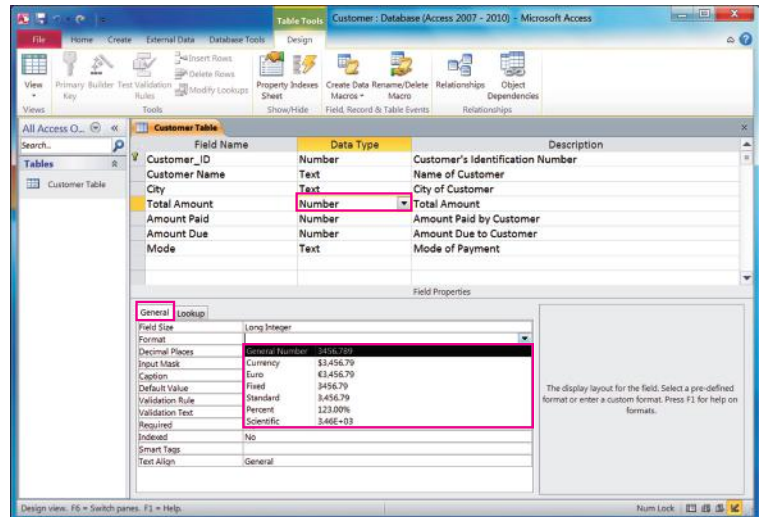 Table Tools Customer : Database (Access 2007 - 2010) - Microsoft Access
File Home Create External Data Database Tools Design
View Primary Key Builder Test Validation Rules Insert Rows Delete Rows Modify Lookups Property Sheet Indexes Create Data Macros Rename/Delete Macro Relationships Object Dependencies
Views Tools Show/Hide Field, Record & Table Events Relationships
All Access O... « Customer Table
Search..
Field Name Data Type Description
Tables
Customer Table
Customer_ID Number Customer's Identification Number
Customer Name Text Name of Customer
City Text City of Customer
Total Amount Number Total Amount
Amount Paid Number Amount Paid by Customer
Amount Due Number Amount Due to Customer
Mode Text Mode of Payment
Field Properties
General Lookup
Field Size Long Integer
Format
Decimal Places General Number 3456.789
Input Mask Currency $3,456.79
Caption Euro €3,456.79
Default Value Fixed 3456.79
Validation Rule Standard 3,456.79
Validation Text Percent 123.00%
Required Scientific 3.46E+03
Indexed No
Smart Tags
Text Align General
The display layout for the field. Select a pre-defined
format or enter a custom format. Press F1 for help on
formats.
Design view. F6 = Switch panes. F1 = Help. Num Lock